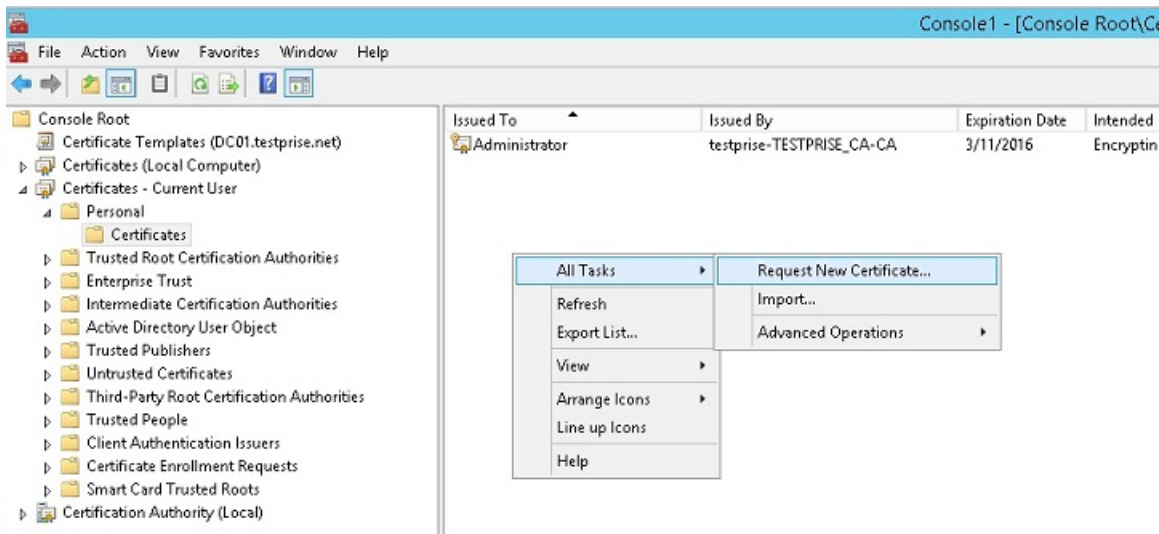 Console1 - [Console Root\Ce
File Action View Favorites Window Help
Console Root
Certificate Templates (DC01.testprise.net)
Certificates (Local Computer)
Certificates - Current User
Personal
Certificates
Trusted Root Certification Authorities
Enterprise Trust
Intermediate Certification Authorities
Active Directory User Object
Trusted Publishers
Untrusted Certificates
Third-Party Root Certification Authorities
Trusted People
Client Authentication Issuers
Certificate Enrollment Requests
Smart Card Trusted Roots
Certification Authority (Local)
Issued To Issued By Expiration Date Intended
Administrator testprise-TESTPRISE_CA-CA 3/11/2016 Encryptin
All Tasks
Refresh
Export List...
View
Arrange Icons
Line up Icons
Help
Request New Certificate...
Import...
Advanced Operations